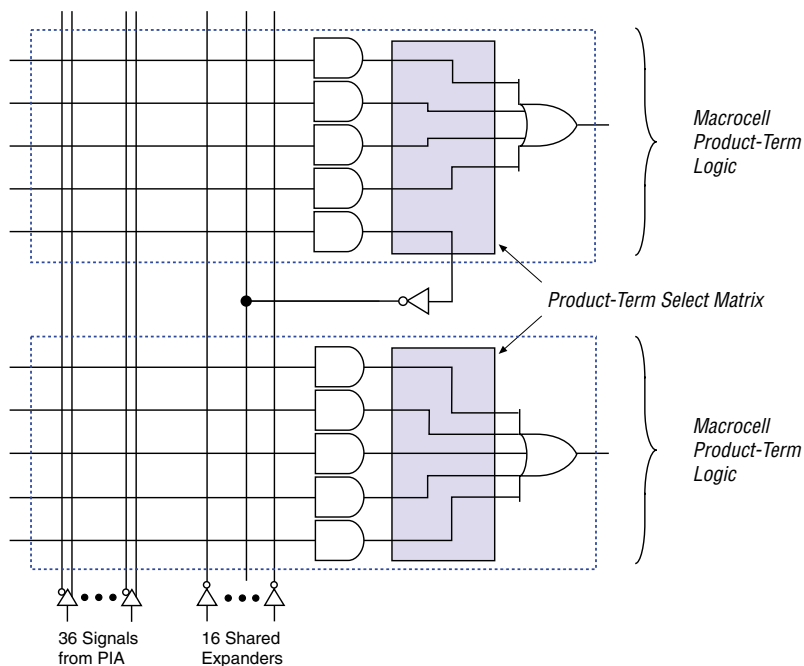 Macrocell
Product-Term
Logic
Product-Term Select Matrix
Macrocell
Product-Term
Logic
36 Signals
from PIA
16 Shared
Expanders